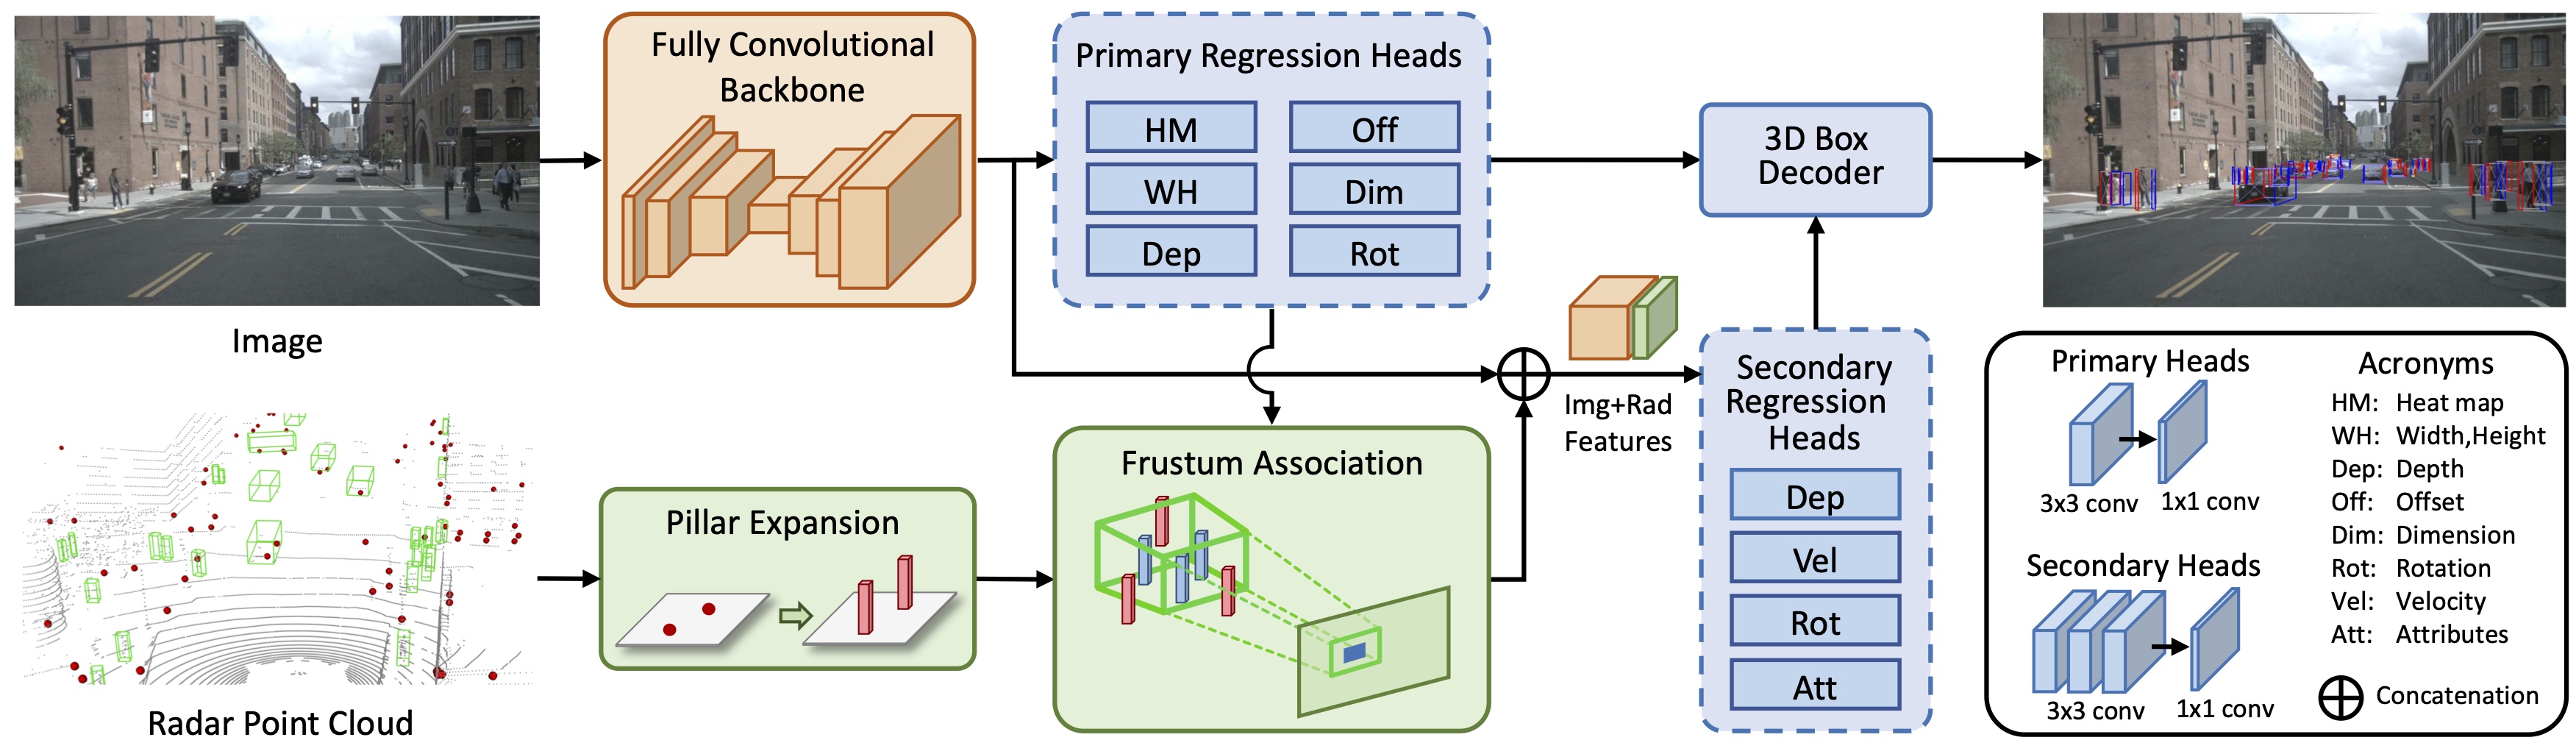 Image
Radar Point Cloud
Fully Convolutional
Backbone
Pillar Expansion
Primary Regression Heads
HM
Off
WH
Dim
Dep
Rot
Frustum Association
Img+Rad
Features
3D Box
Decoder
Secondary
Regression
Heads
Dep
Vel
Rot
Att
Primary Heads
3x3 conv
1x1 conv
Secondary Heads
3x3 conv
1x1 conv
Acronyms
HM: Heat map
WH: Width,Height
Dep: Depth
Off: Offset
Dim: Dimension
Rot: Rotation
Vel: Velocity
Att: Attributes
Concatenation